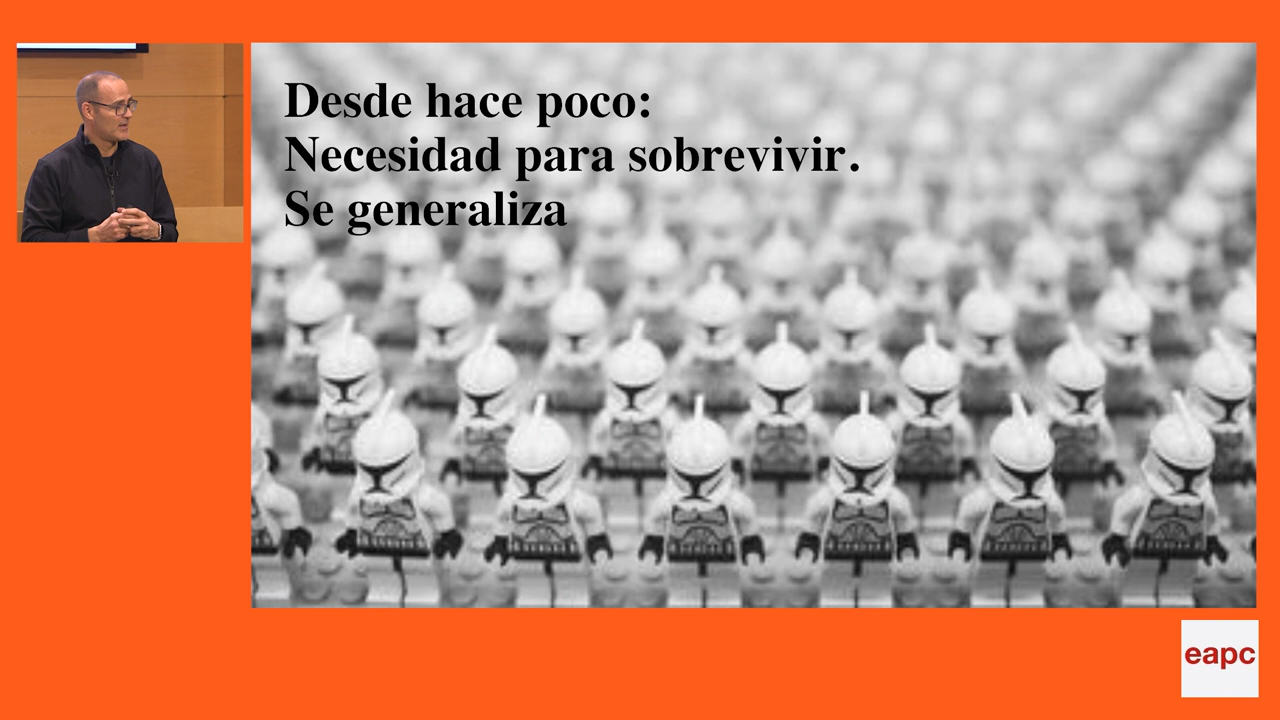 Desde hace poco:
Necesidad para sobrevivir.
Se generaliza
eapc